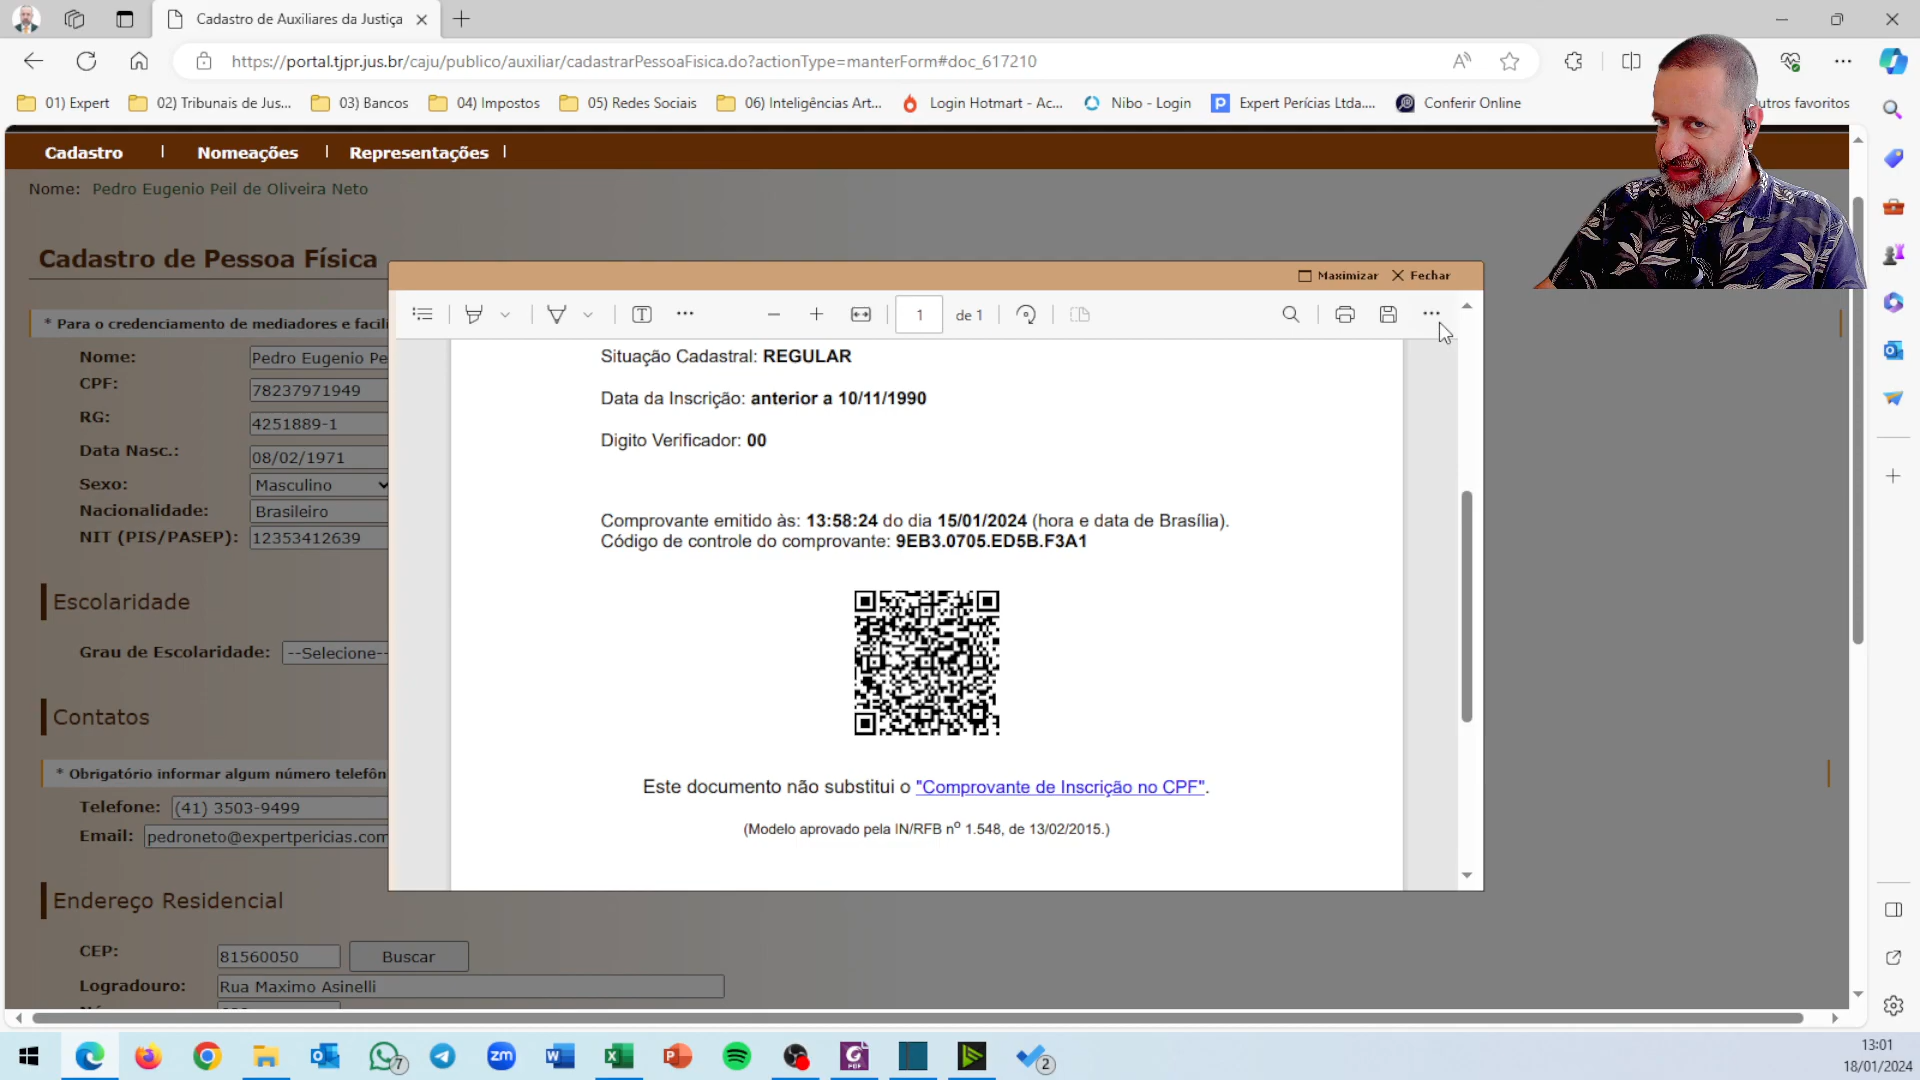 Cadastro de Auxiliares da Justiça
https://portal.tjpr.jus.br/caju/publico/auxiliar/cadastrarPessoaFisica.do?actionType=manterForm#doc_617210
01) Expert
02) Tribunais de Jus...
03) Bancos
04) Impostos
05) Redes Sociais
06) Inteligências Art...
Login Hotmart - Ac...
Nibo - Login
Expert Perícias Ltda....
Conferir Online
utros favoritos
Cadastro | Nomeações | Representações |
Nome: Pedro Eugenio Peil de Oliveira Neto
Cadastro de Pessoa Física
* Para o credenciamento de mediadores e facili
Nome: Pedro Eugenio Pe
CPF: 78237971949
RG: 4251889-1
Data Nasc.: 08/02/1971
Sexo: Masculino
Nacionalidade: Brasileiro
NIT (PIS/PASEP): 12353412639
Escolaridade
Grau de Escolaridade: --Selecione--
Contatos
* Obrigatório informar algum número telefôn
Telefone: (41) 3503-9499
Email: pedroneto@expertpericias.com
Endereço Residencial
CEP: 81560050 Buscar
Logradouro: Rua Maximo Asinelli
Maximizar Fechar
1 de 1
Situação Cadastral: REGULAR
Data da Inscrição: anterior a 10/11/1990
Digito Verificador: 00
Comprovante emitido às: 13:58:24 do dia 15/01/2024 (hora e data de Brasília).
Código de controle do comprovante: 9EB3.0705.ED5B.F3A1
Este documento não substitui o "Comprovante de Inscrição no CPF".
(Modelo aprovado pela IN/RFB nº 1.548, de 13/02/2015.)
7
zm
2
13:01
18/01/2024